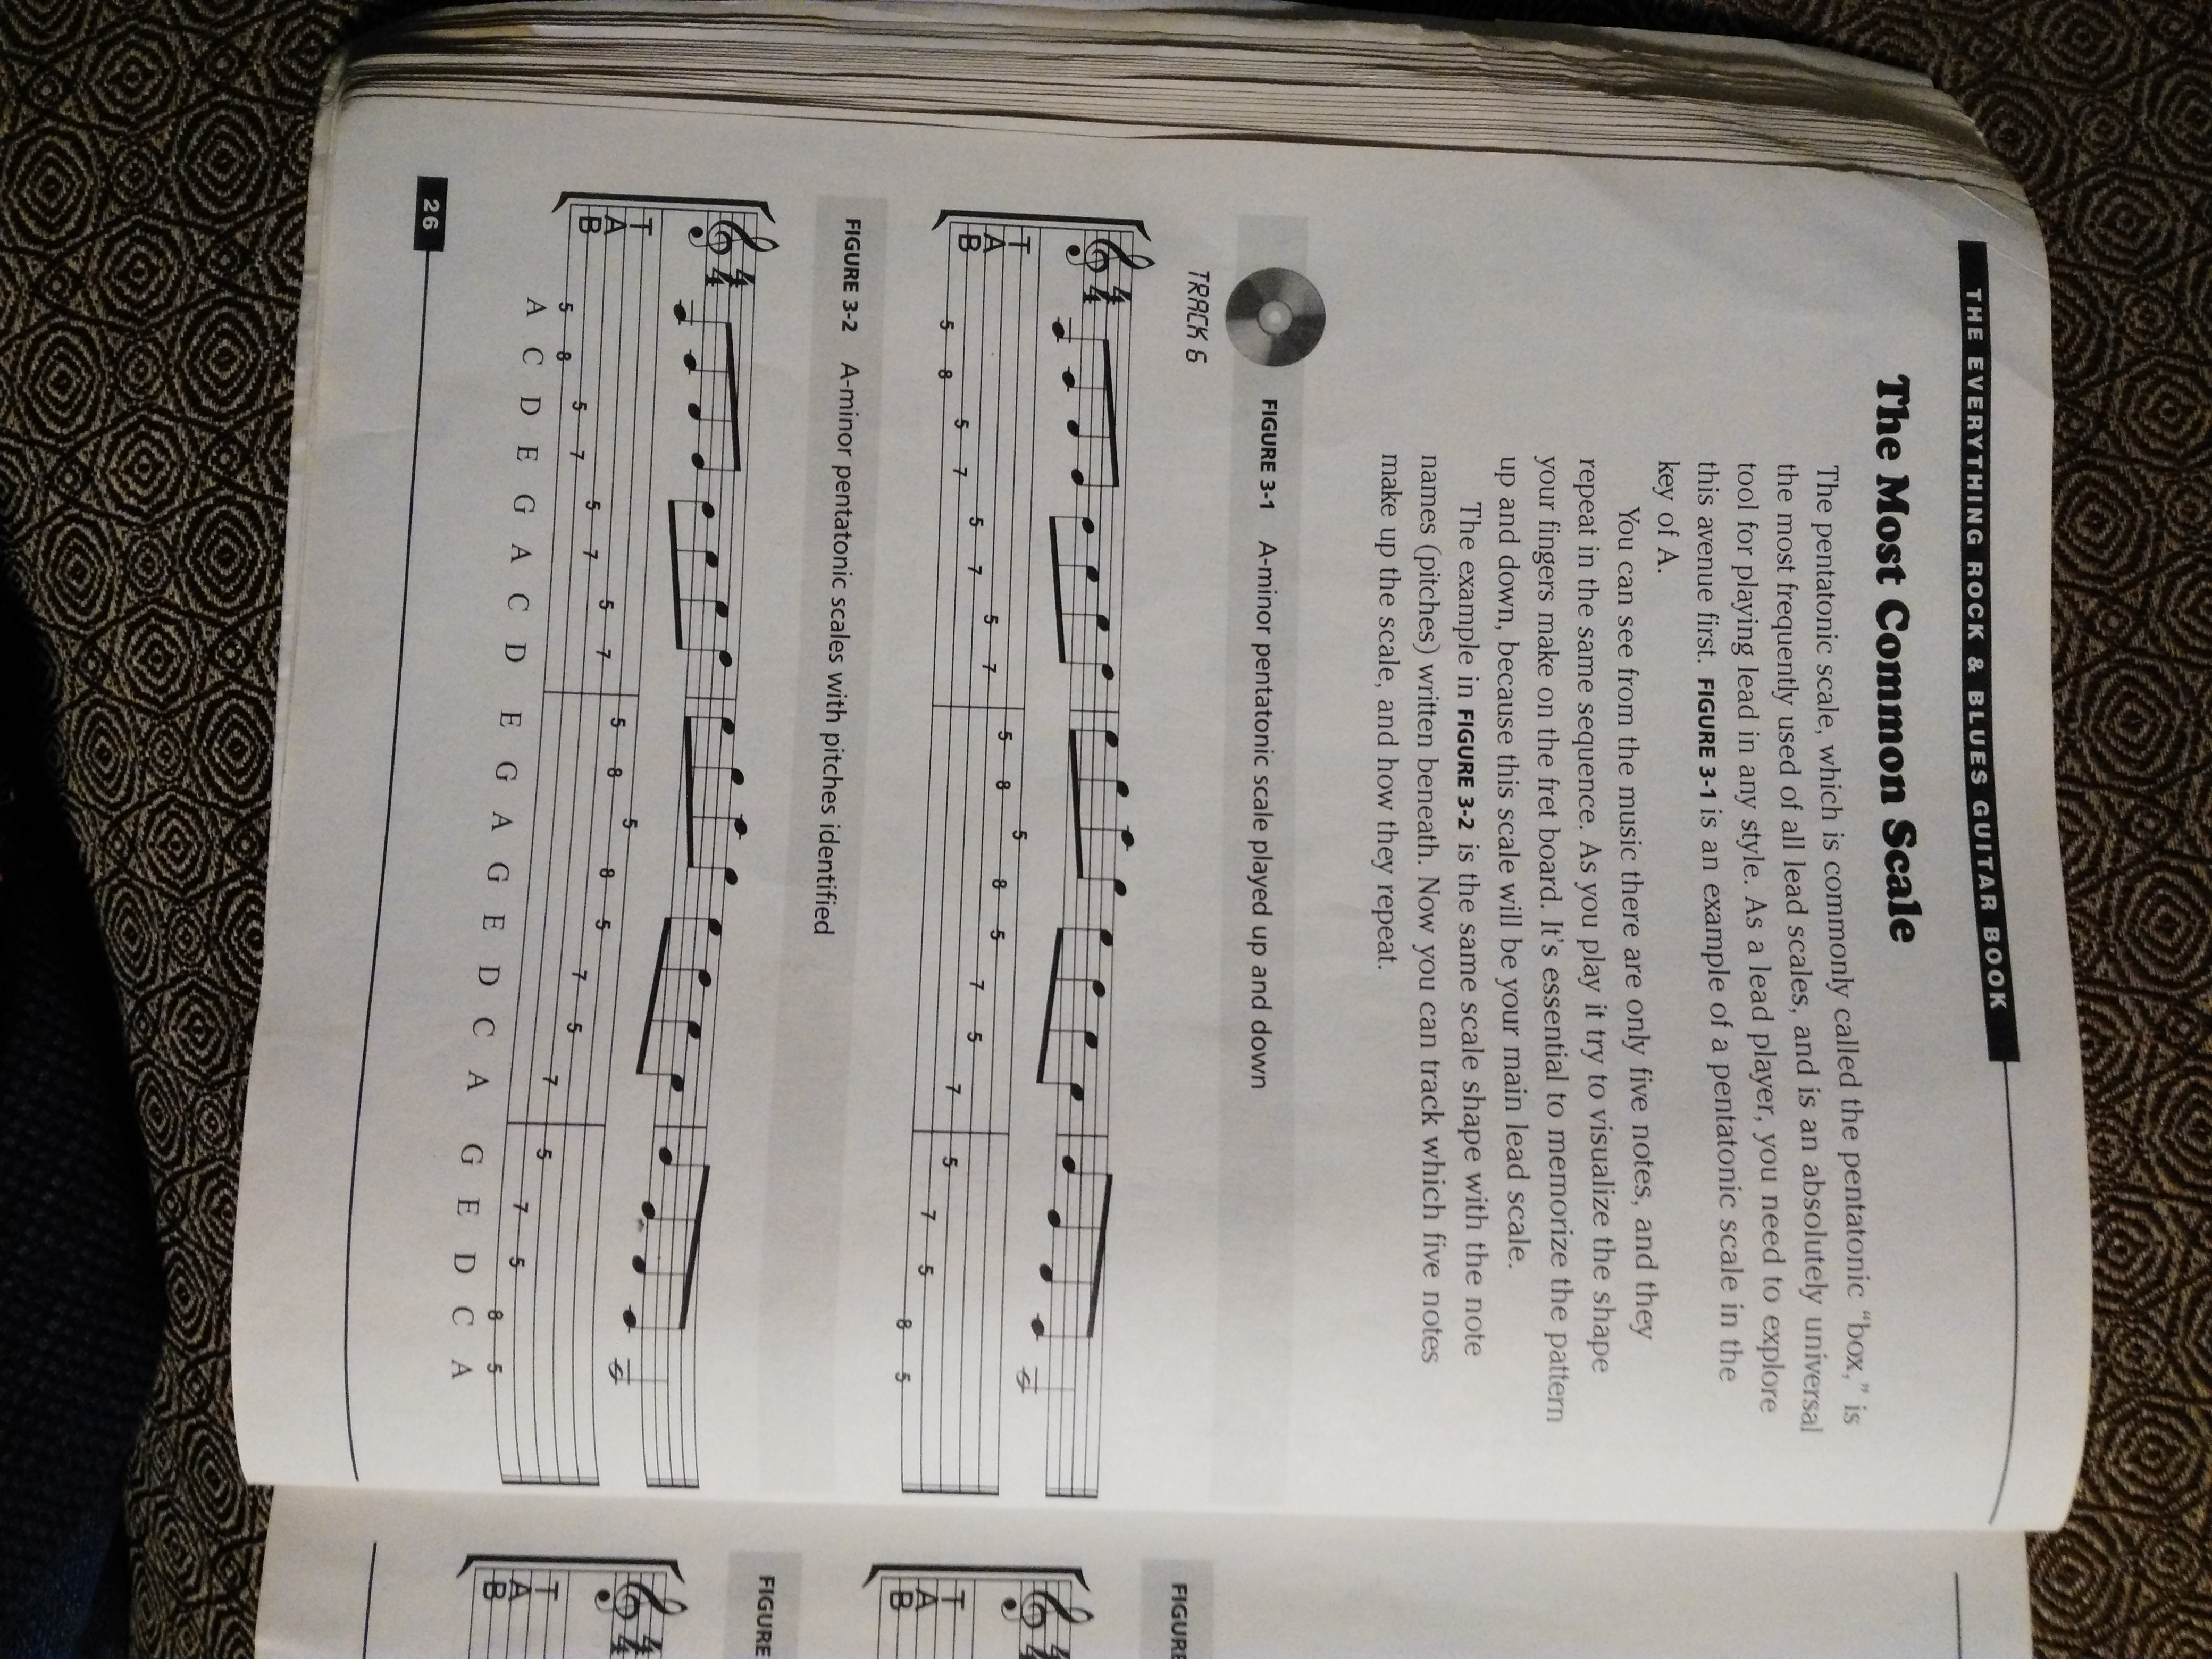 THE EVERYTHING ROCK & BLUES GUITAR BOOK
The Most Common Scale
The pentatonic scale, which is commonly called the pentatonic “box,” is
the most frequently used of all lead scales, and is an absolutely universal
tool for playing lead in any style. As a lead player, you need to explore
this avenue first. FIGURE 3-1 is an example of a pentatonic scale in the
key of A.
You can see from the music there are only five notes, and they
repeat in the same sequence. As you play it try to visualize the shape
your fingers make on the fret board. It’s essential to memorize the pattern
up and down, because this scale will be your main lead scale.
The example in FIGURE 3-2 is the same scale shape with the note
names (pitches) written beneath. Now you can track which five notes
make up the scale, and how they repeat.
FIGURE 3-1 A-minor pentatonic scale played up and down
TRACK 6
4
4
T
A
B
5 8 5 7 5 7 5 7 5 8 5 8 5 7 5 7 5 7 5 8 5
FIGURE 3-2 A-minor pentatonic scales with pitches identified
4
4
T
A
B
5 8 5 7 5 7 5 7 5 8 5 8 5 7 5 7 5 7 5 8 5
A C D E G A C D E G A G E D C A G E D C A
26
FIGURE
4
4
T
A
B
FIGURE
4
4
T
A
B